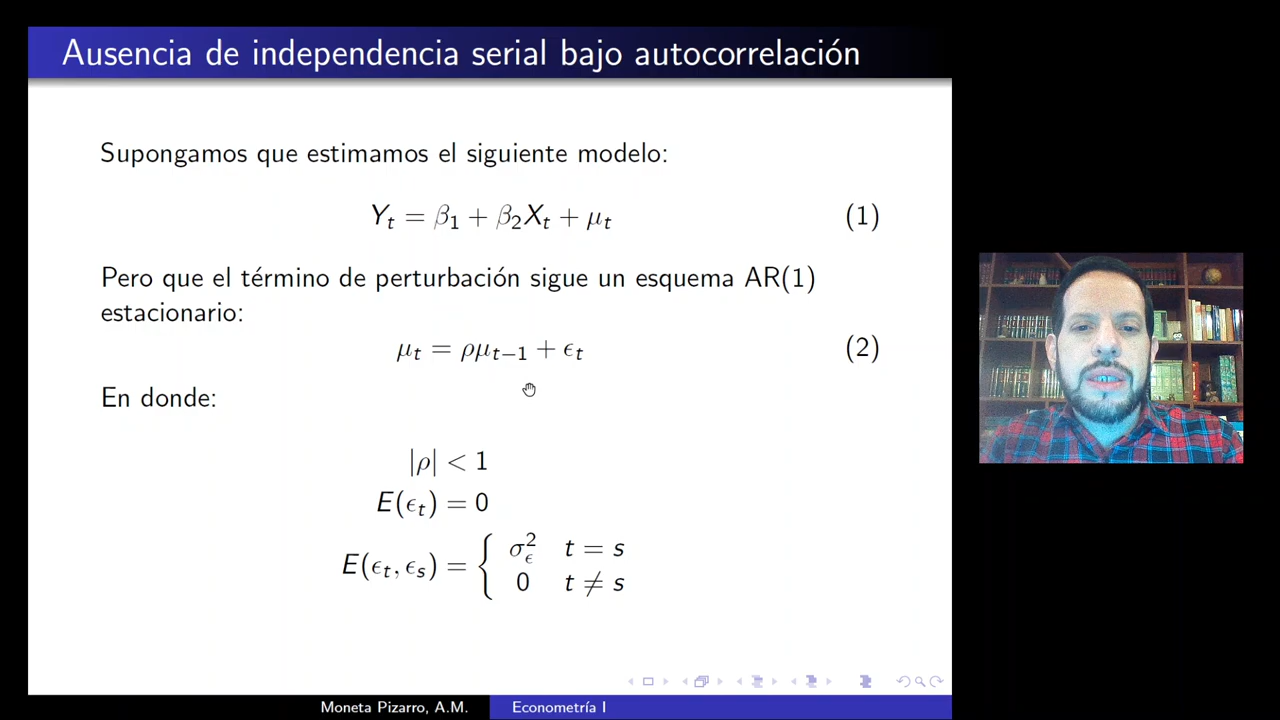 Ausencia de independencia serial bajo autocorrelación
Supongamos que estimamos el siguiente modelo:
Yₜ = β₁ + β₂Xₜ + μₜ (1)
Pero que el término de perturbación sigue un esquema AR(1)
estacionario:
μₜ = ρμₜ₋₁ + ϵₜ (2)
En donde:
|ρ| < 1
E(ϵₜ) = 0
E(ϵₜ, ϵₛ) = { σ²_ϵ t = s
0 t ≠ s
Moneta Pizarro, A.M. Econometría I